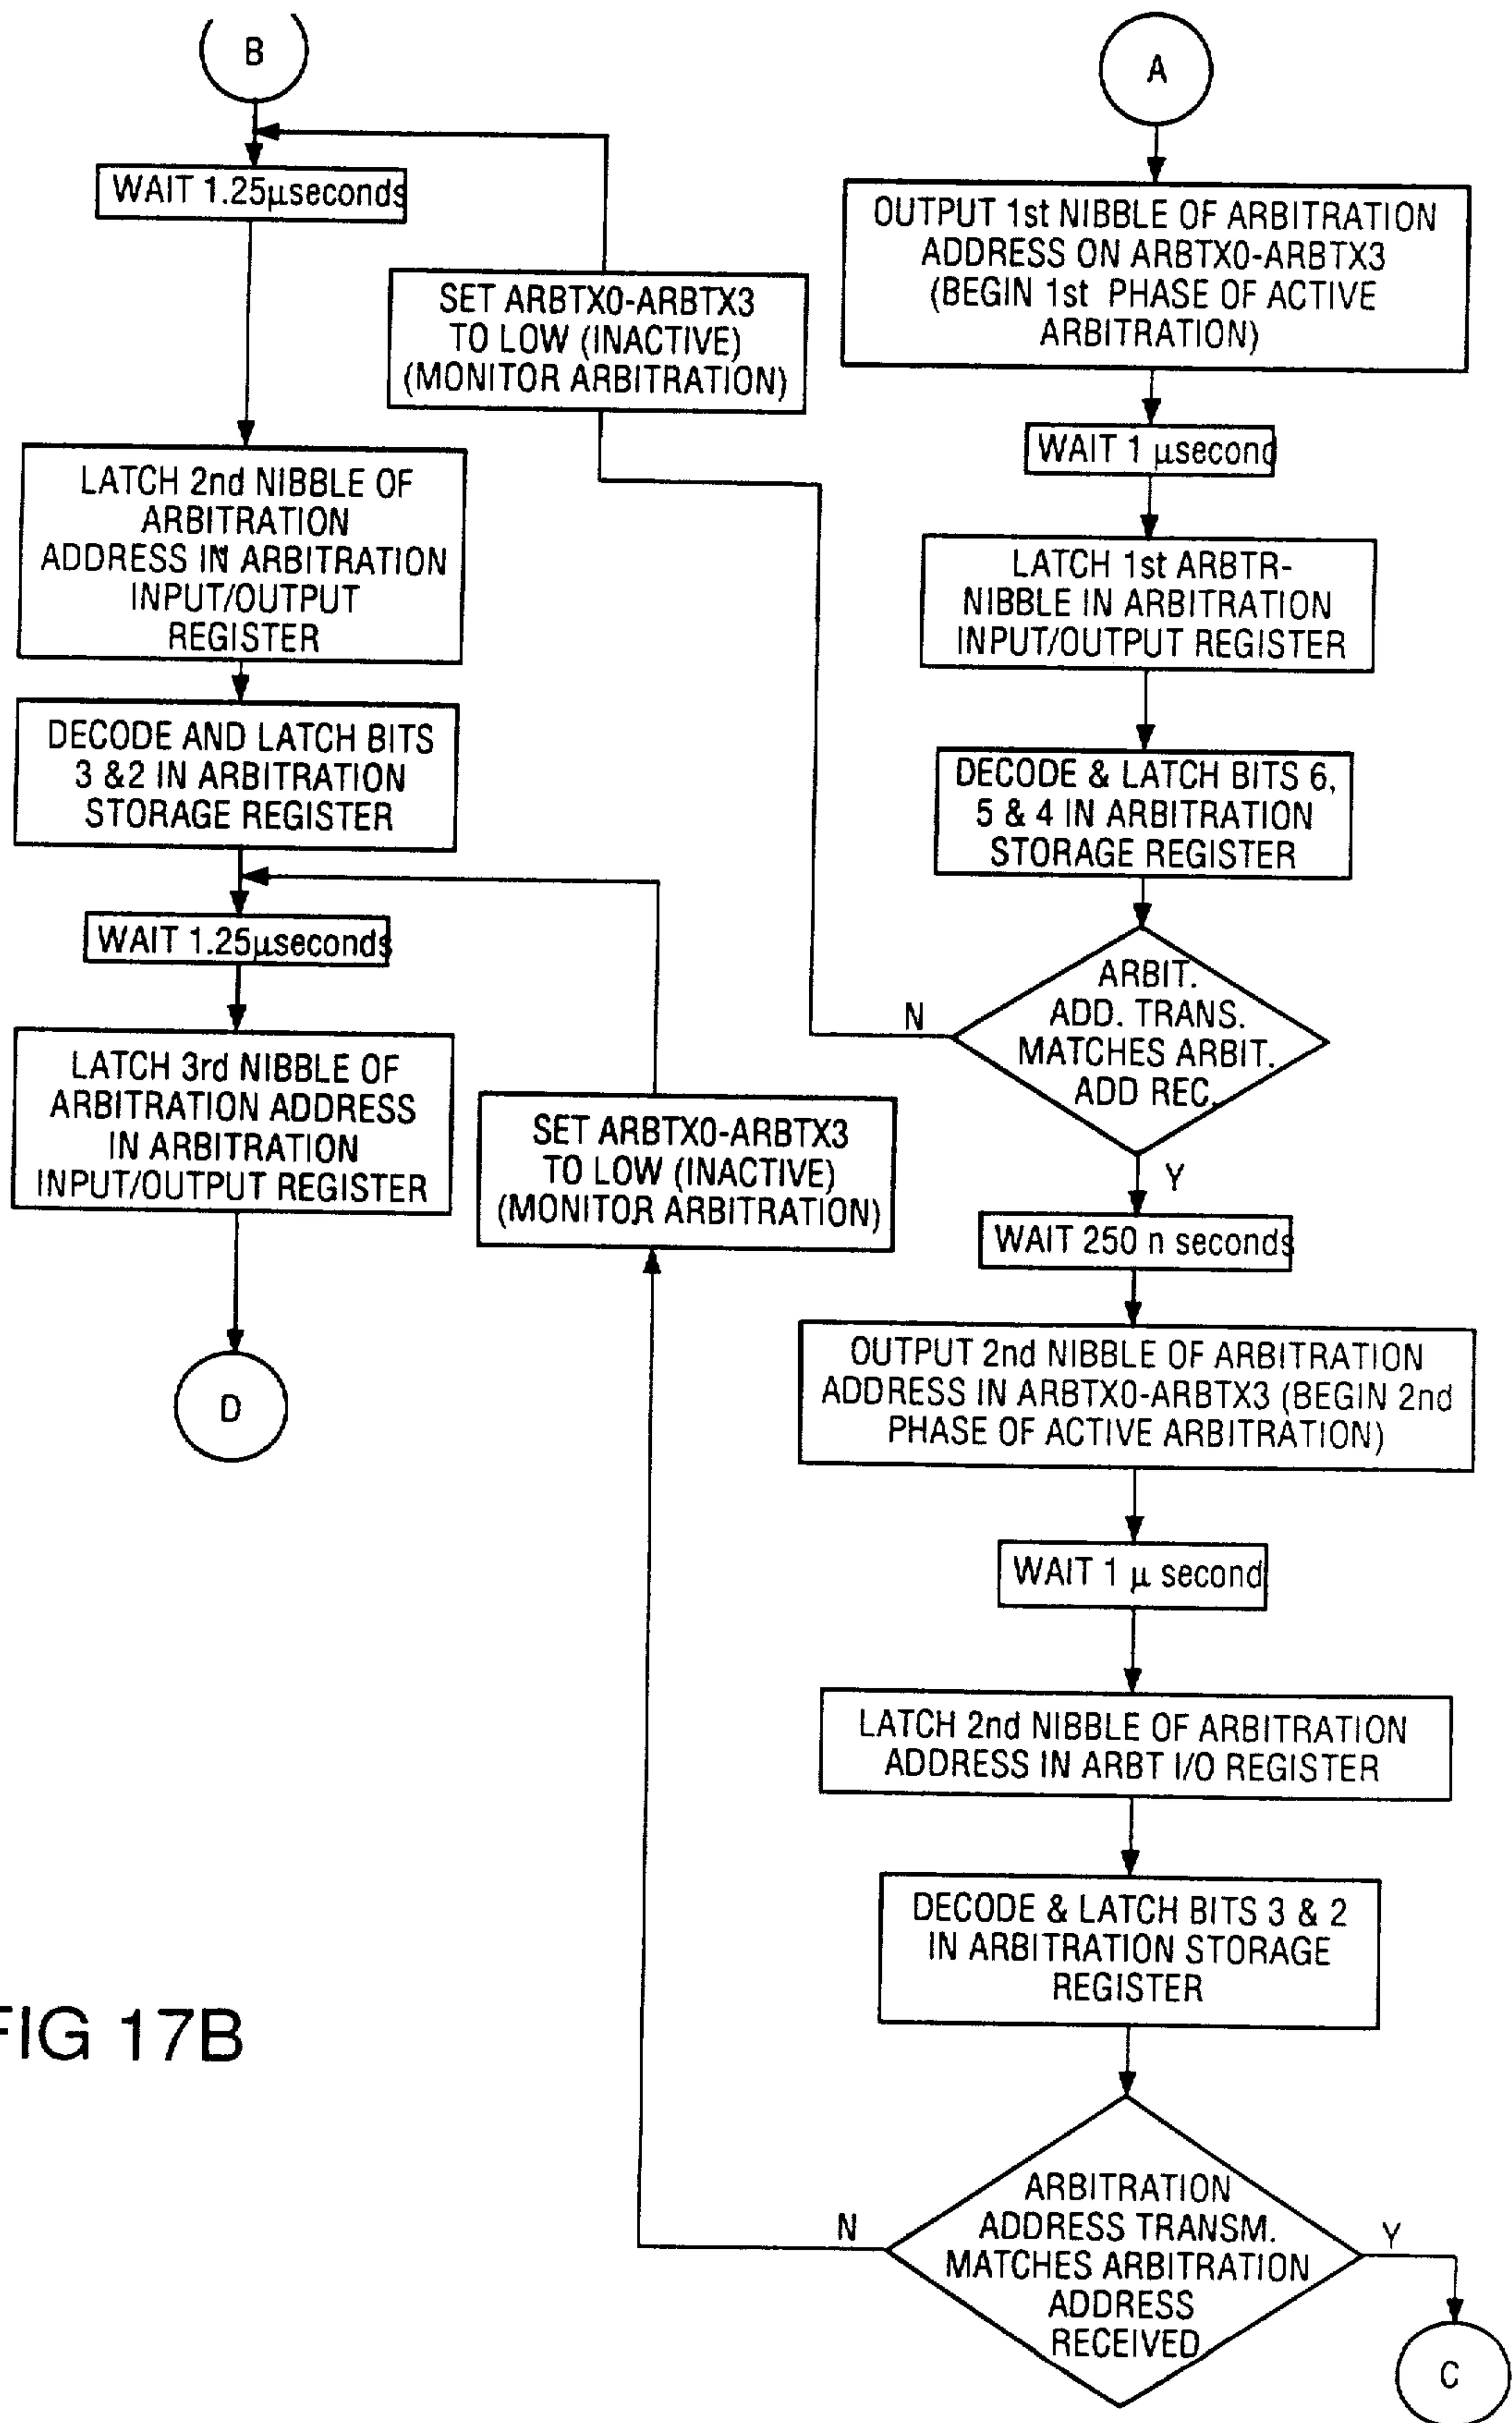 B
WAIT 1.25μseconds
SET ARBTX0-ARBTX3
TO LOW (INACTIVE)
(MONITOR ARBITRATION)
LATCH 2nd NIBBLE OF
ARBITRATION
ADDRESS IN ARBITRATION
INPUT/OUTPUT
REGISTER
DECODE AND LATCH BITS
3 &2 IN ARBITRATION
STORAGE REGISTER
WAIT 1.25μseconds
LATCH 3rd NIBBLE OF
ARBITRATION ADDRESS
IN ARBITRATION
INPUT/OUTPUT REGISTER
SET ARBTX0-ARBTX3
TO LOW (INACTIVE)
(MONITOR ARBITRATION)
D
A
OUTPUT 1st NIBBLE OF ARBITRATION
ADDRESS ON ARBTX0-ARBTX3
(BEGIN 1st PHASE OF ACTIVE
ARBITRATION)
WAIT 1 μsecond
LATCH 1st ARBTR-
NIBBLE IN ARBITRATION
INPUT/OUTPUT REGISTER
DECODE & LATCH BITS 6,
5 & 4 IN ARBITRATION
STORAGE REGISTER
ARBIT.
ADD. TRANS.
MATCHES ARBIT.
ADD REC.
N
Y
WAIT 250 n seconds
OUTPUT 2nd NIBBLE OF ARBITRATION
ADDRESS IN ARBTX0-ARBTX3 (BEGIN 2nd
PHASE OF ACTIVE ARBITRATION)
WAIT 1 μ second
LATCH 2nd NIBBLE OF ARBITRATION
ADDRESS IN ARBT I/O REGISTER
DECODE & LATCH BITS 3 & 2
IN ARBITRATION STORAGE
REGISTER
ARBITRATION
ADDRESS TRANSM.
MATCHES ARBITRATION
ADDRESS
RECEIVED
N
Y
C
FIG 17B